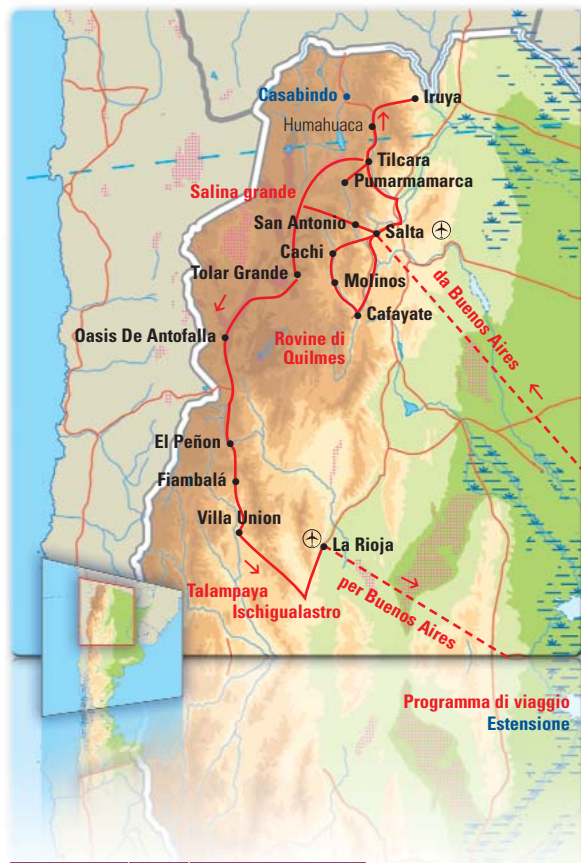 Casabindo
Iruya
Humahuaca
Tilcara
Pumarmamarca
Salina grande
San Antonio
Salta
Cachi
Tolar Grande
Molinos
da Buenos Aires
Cafayate
Oasis De Antofalla
Rovine di
Quilmes
El Peñon
Fiambalá
Villa Union
La Rioja
Talampaya
Ischigualastro
per Buenos Aires
Programma di viaggio
Estensione